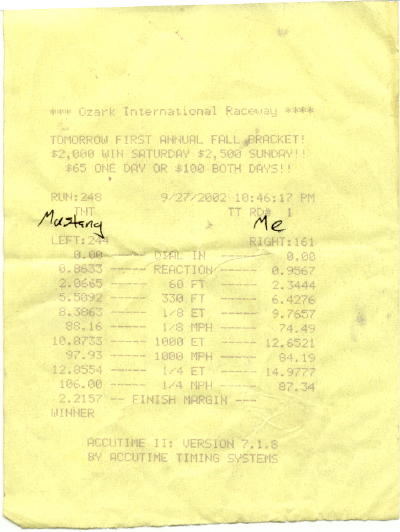 *** Ozark International Raceway ****
TOMORROW FIRST ANNUAL FALL BRACKET!
$2,000 WIN SATURDAY $2,500 SUNDAY!!
$65 ONE DAY OR $100 BOTH DAYS!!
RUN:248 9/27/2002 10:46:17 PM
TNT TT RD# 1
Mustang Me
LEFT:244 RIGHT:161
0.00 ----- DIAL IN ----- 0.00
0.8633 ----- REACTION ----- 0.9567
2.0665 ----- 60 FT ----- 2.3444
5.5092 ----- 330 FT ----- 6.4276
8.3863 ----- 1/8 ET ----- 9.7657
88.16 ----- 1/8 MPH ----- 74.49
10.8733 ----- 1000 ET ----- 12.6521
97.93 ----- 1000 MPH ----- 84.19
12.8554 ----- 1/4 ET ----- 14.9777
106.00 ----- 1/4 MPH ----- 87.34
2.2157 -- FINISH MARGIN ---
WINNER
ACCUTIME II: VERSION 7.1.8
BY ACCUTIME TIMING SYSTEMS